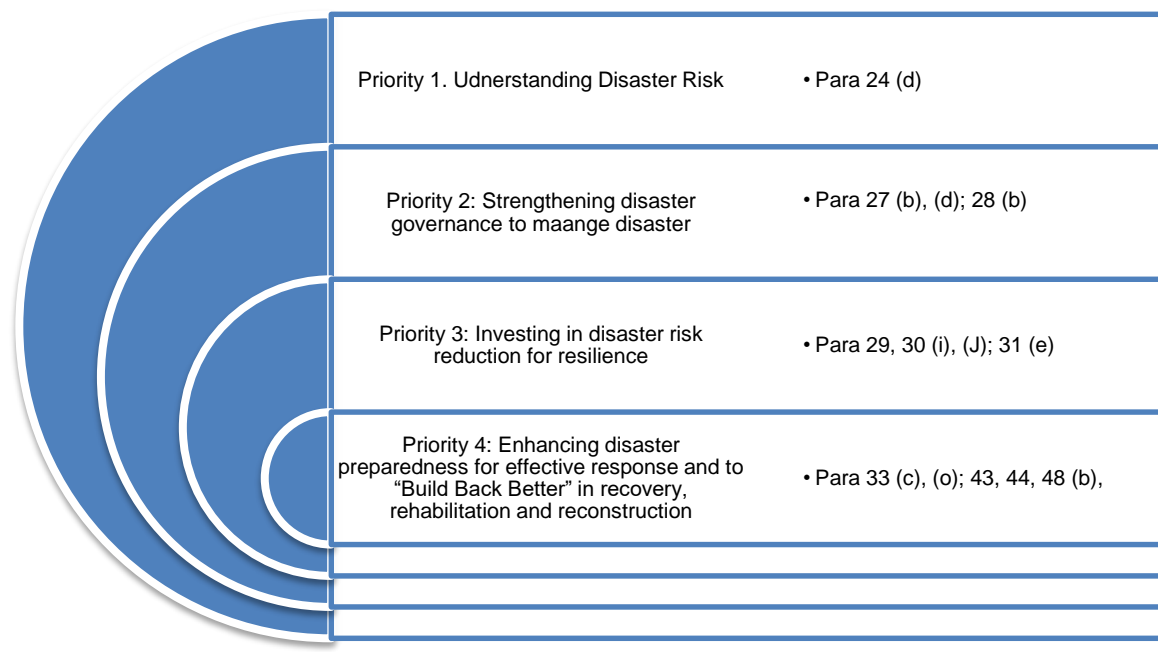 Priority 1. Udnerstanding Disaster Risk
• Para 24 (d)
Priority 2: Strengthening disaster
governance to maange disaster
• Para 27 (b), (d); 28 (b)
Priority 3: Investing in disaster risk
reduction for resilience
• Para 29, 30 (i), (J); 31 (e)
Priority 4: Enhancing disaster
preparedness for effective response and to
“Build Back Better” in recovery,
rehabilitation and reconstruction
• Para 33 (c), (o); 43, 44, 48 (b),